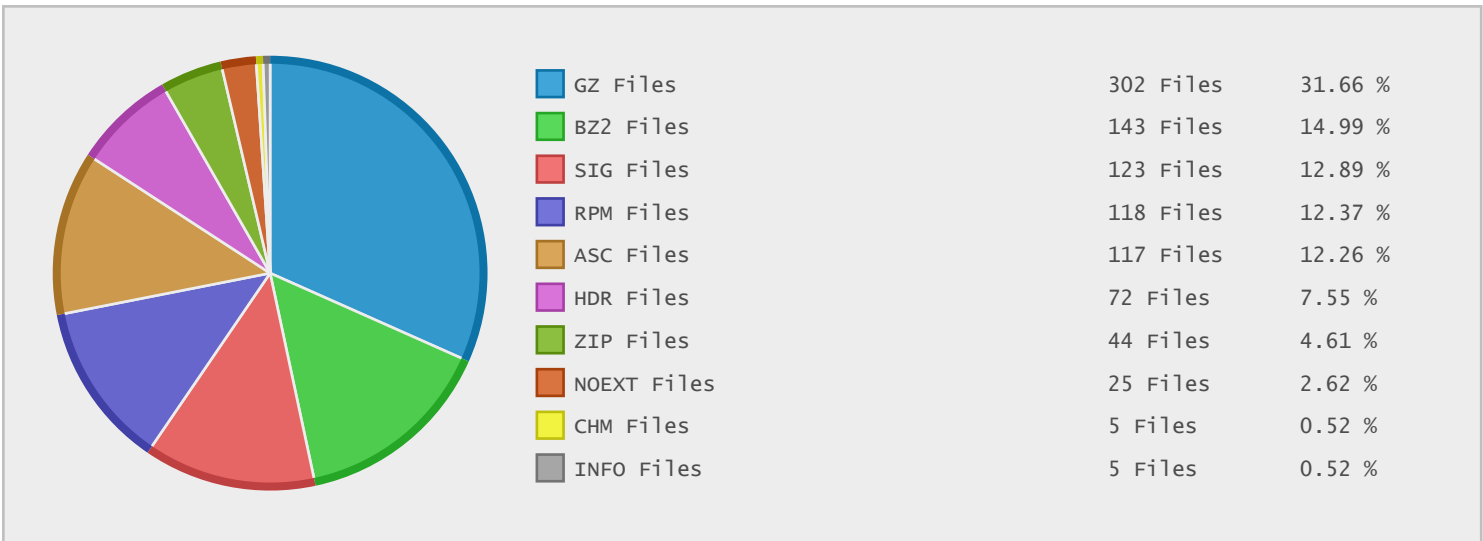 GZ Files 302 Files 31.66 %
BZ2 Files 143 Files 14.99 %
SIG Files 123 Files 12.89 %
RPM Files 118 Files 12.37 %
ASC Files 117 Files 12.26 %
HDR Files 72 Files 7.55 %
ZIP Files 44 Files 4.61 %
NOEXT Files 25 Files 2.62 %
CHM Files 5 Files 0.52 %
INFO Files 5 Files 0.52 %